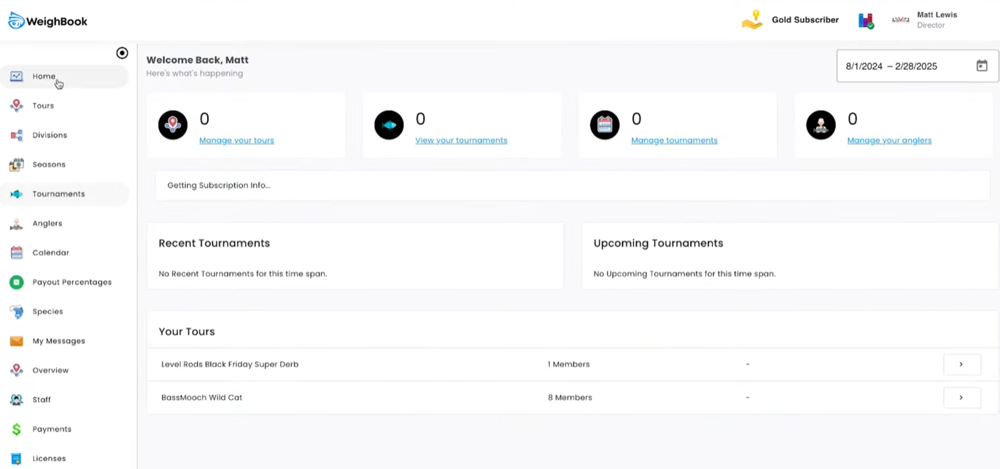 WeighBook
Gold Subscriber
Matt Lewis
Director
Home
Tours
Divisions
Seasons
Tournaments
Anglers
Calendar
Payout Percentages
Species
My Messages
Overview
Staff
Payments
Licenses
Welcome Back, Matt
Here's what's happening
8/1/2024 – 2/28/2025
0
Manage your tours
0
View your tournaments
0
Manage tournaments
0
Manage your anglers
Getting Subscription Info...
Recent Tournaments
No Recent Tournaments for this time span.
Upcoming Tournaments
No Upcoming Tournaments for this time span.
Your Tours
Level Rods Black Friday Super Derb 1 Members -
BassMooch Wild Cat 8 Members -